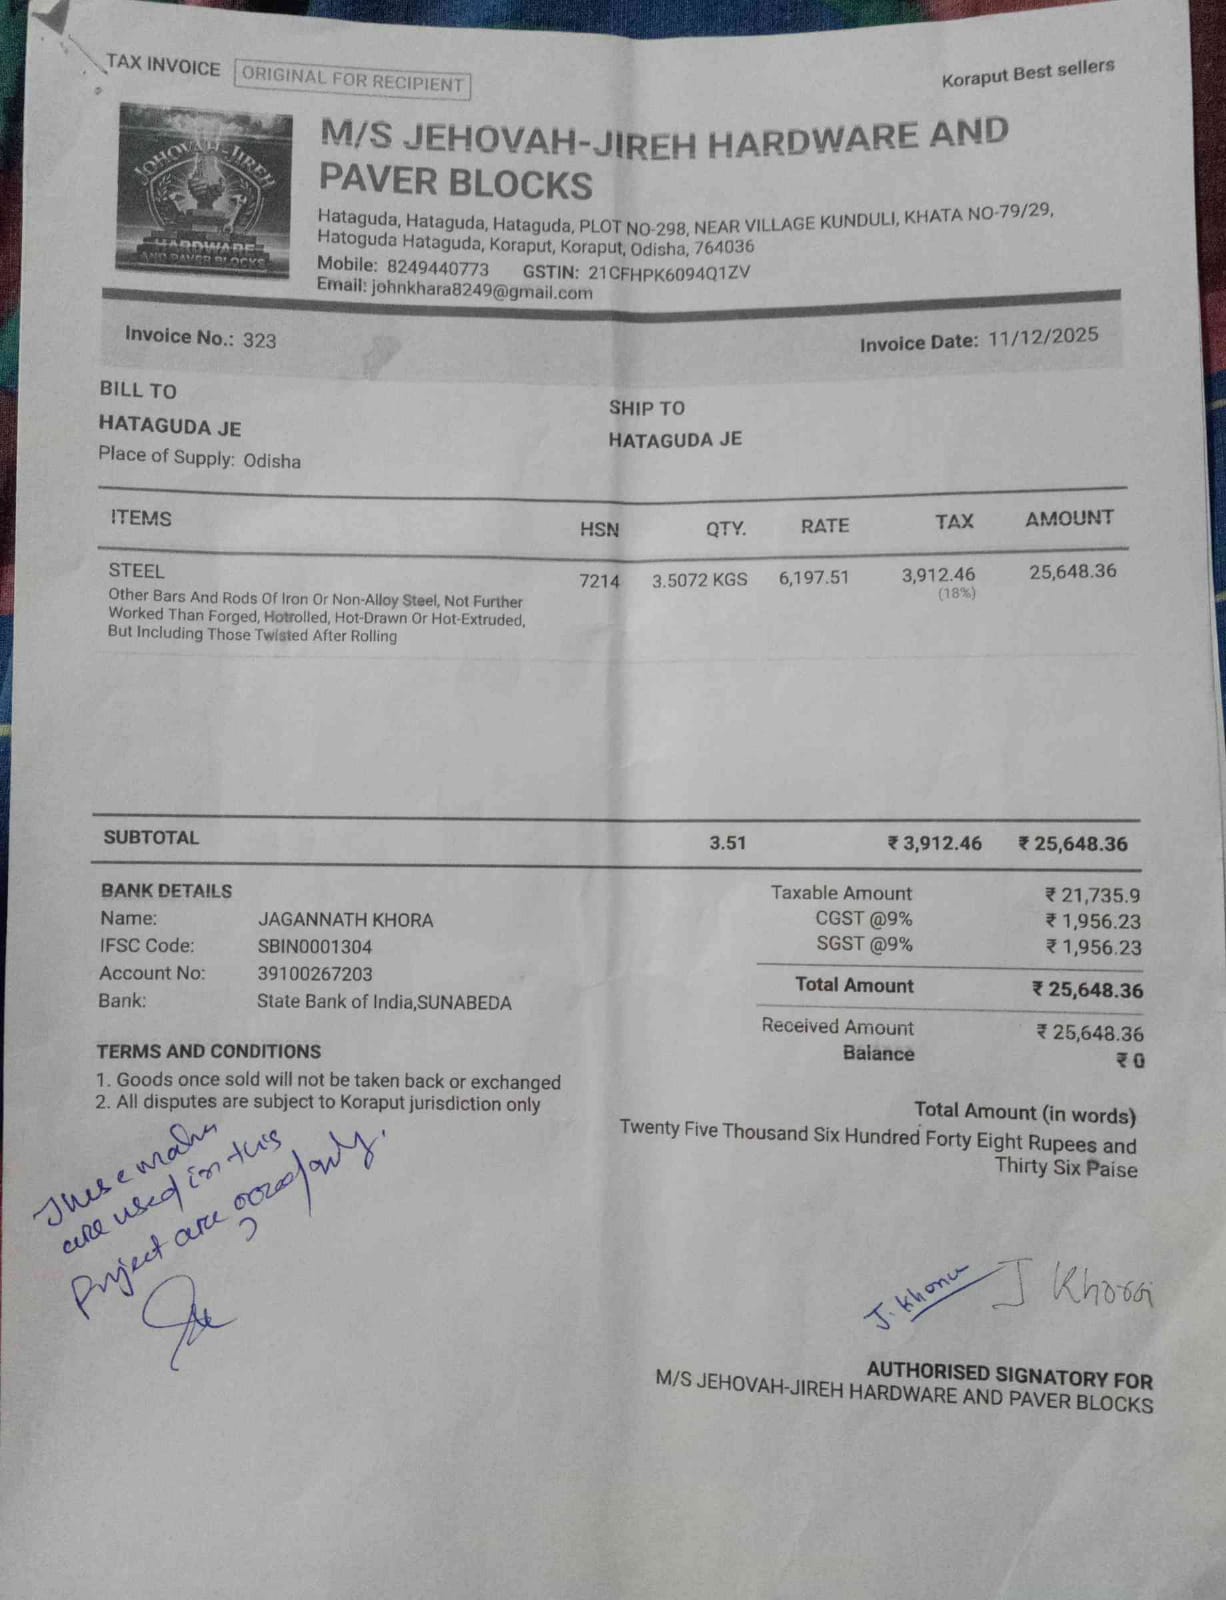 TAX INVOICE ORIGINAL FOR RECIPIENT
Koraput Best sellers
JOHOVAH-JIREH
HARDWARE
AND PAVER BLOCKS
M/S JEHOVAH-JIREH HARDWARE AND
PAVER BLOCKS
Hataguda, Hataguda, Hataguda, PLOT NO-298, NEAR VILLAGE KUNDULI, KHATA NO-79/29,
Hatoguda Hataguda, Koraput, Koraput, Odisha, 764036
Mobile: 8249440773 GSTIN: 21CFHPK6094Q1ZV
Email: johnkhara8249@gmail.com
Invoice No.: 323 Invoice Date: 11/12/2025
BILL TO
HATAGUDA JE
Place of Supply: Odisha
SHIP TO
HATAGUDA JE
ITEMS HSN QTY. RATE TAX AMOUNT
STEEL 7214 3.5072 KGS 6,197.51 3,912.46 25,648.36
(18%)
Other Bars And Rods Of Iron Or Non-Alloy Steel, Not Further
Worked Than Forged, Hotrolled, Hot-Drawn Or Hot-Extruded,
But Including Those Twisted After Rolling
SUBTOTAL 3.51 ₹ 3,912.46 ₹ 25,648.36
BANK DETAILS
Name: JAGANNATH KHORA
IFSC Code: SBIN0001304
Account No: 39100267203
Bank: State Bank of India,SUNABEDA
Taxable Amount ₹ 21,735.9
CGST @9% ₹ 1,956.23
SGST @9% ₹ 1,956.23
Total Amount ₹ 25,648.36
Received Amount ₹ 25,648.36
Balance ₹ 0
TERMS AND CONDITIONS
1. Goods once sold will not be taken back or exchanged
2. All disputes are subject to Koraput jurisdiction only
Total Amount (in words)
Twenty Five Thousand Six Hundred Forty Eight Rupees and
Thirty Six Paise
These
are used in this
Project are only.
J. Khora J Khora
AUTHORISED SIGNATORY FOR
M/S JEHOVAH-JIREH HARDWARE AND PAVER BLOCKS